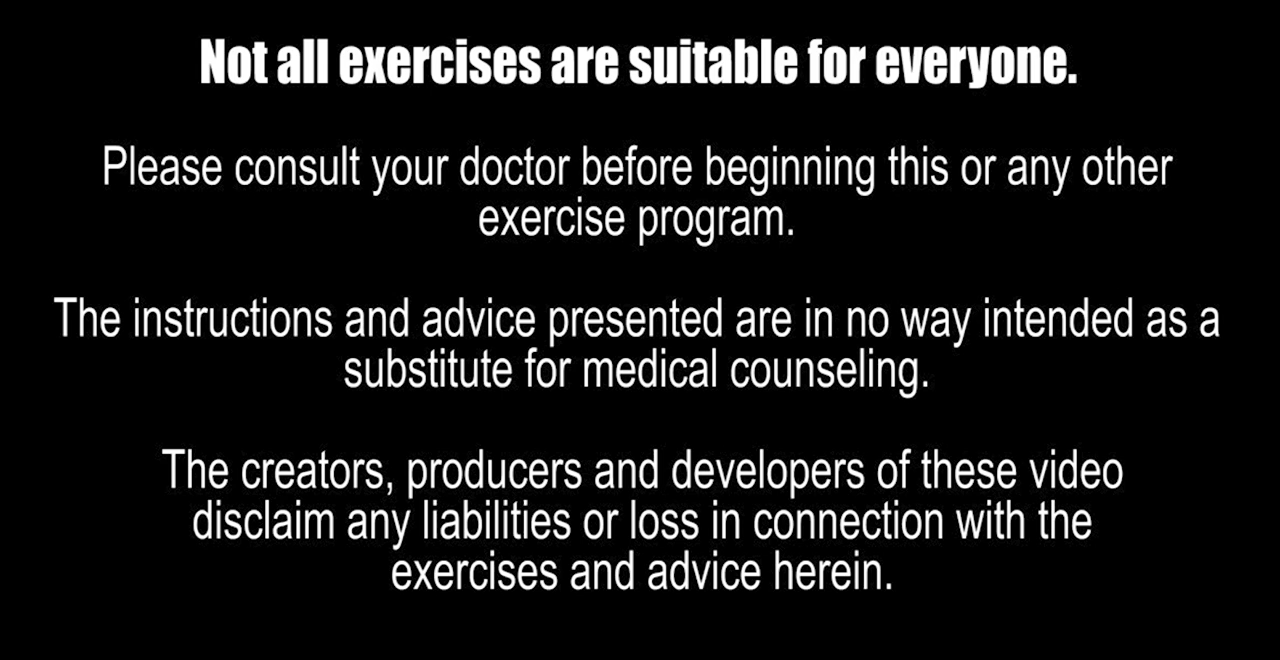 Not all exercises are suitable for everyone.
Please consult your doctor before beginning this or any other
exercise program.
The instructions and advice presented are in no way intended as a
substitute for medical counseling.
The creators, producers and developers of these video
disclaim any liabilities or loss in connection with the
exercises and advice herein.